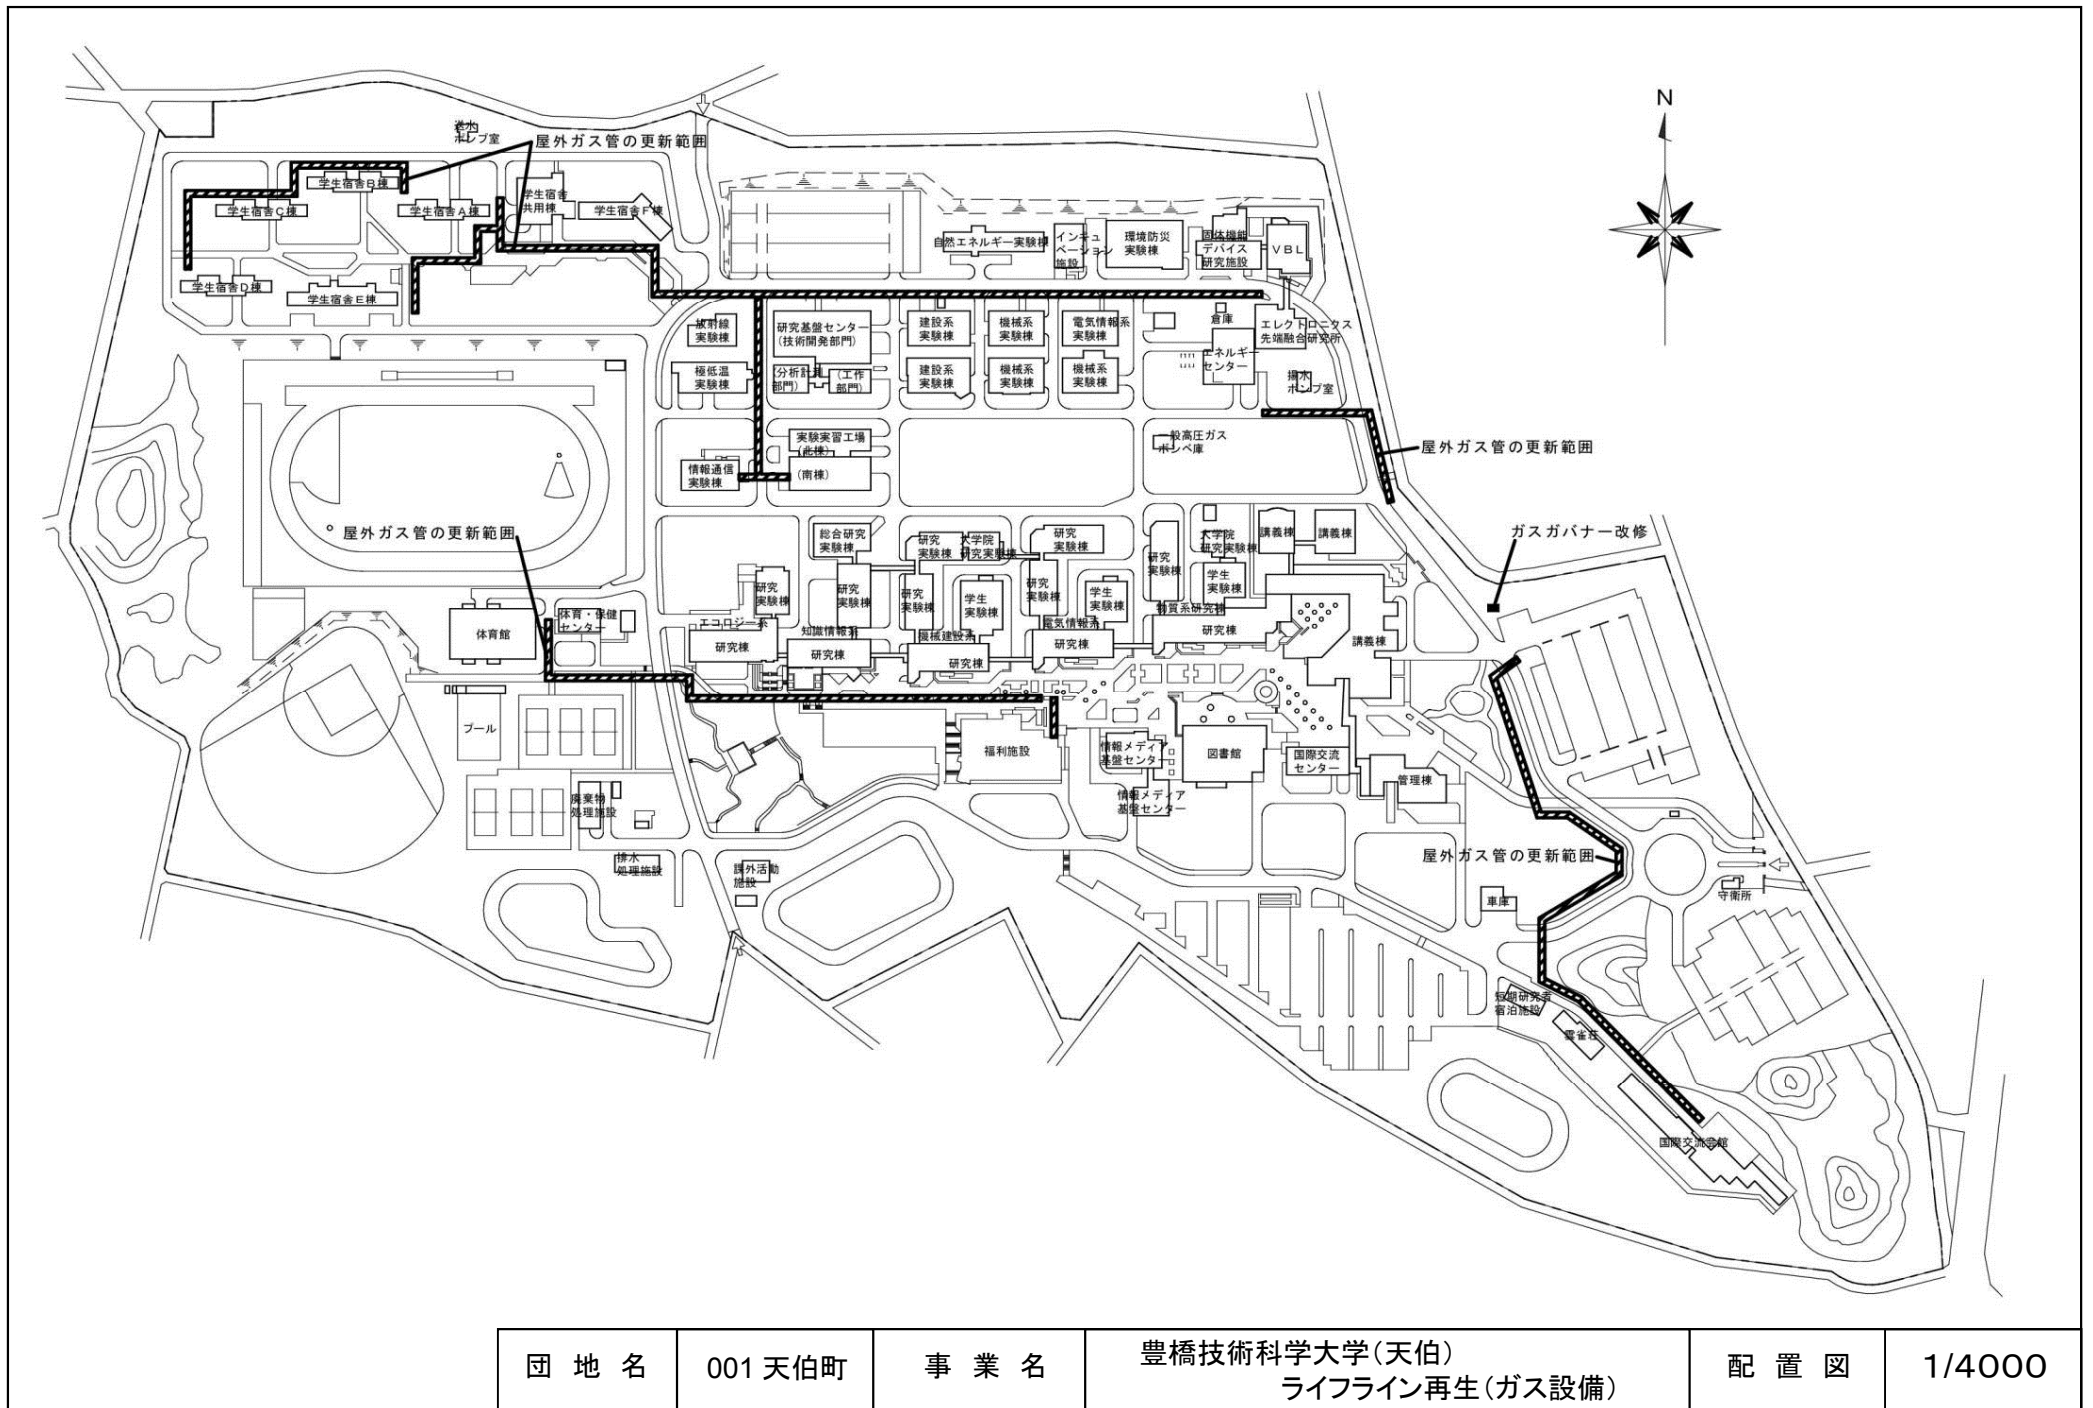 N
送水
ポンプ室
屋外ガス管の更新範囲
学生宿舎B棟
学生宿舎C棟
学生宿舎A棟
学生宿舎
共用棟
学生宿舎F棟
学生宿舎D棟
学生宿舎E棟
自然エネルギー実験棟
インキュ
ベーション
施設
環境防災
実験棟
固体機能
デバイス
研究施設
VBL
放射線
実験棟
研究基盤センター
(技術開発部門)
建設系
実験棟
機械系
実験棟
電気情報系
実験棟
倉庫
エレクトロニクス
先端融合研究所
エネルギー
センター
極低温
実験棟
(分析計測
部門)
(工作
部門)
建設系
実験棟
機械系
実験棟
機械系
実験棟
揚水
ポンプ室
実験実習工場
(北棟)
(南棟)
情報通信
実験棟
一般高圧ガス
ボンベ庫
屋外ガス管の更新範囲
屋外ガス管の更新範囲
ガスガバナー改修
総合研究
実験棟
研究
実験棟
大学院
研究実験棟
研究
実験棟
研究
実験棟
大学院
研究実験棟
講義棟
講義棟
研究
実験棟
研究
実験棟
研究
実験棟
学生
実験棟
研究
実験棟
学生
実験棟
学生
実験棟
体育館
体育・保健
センター
エコロジー系
研究棟
知識情報系
研究棟
機械建設系
研究棟
電気情報系
研究棟
物質系研究棟
研究棟
講義棟
プール
福利施設
情報メディア
基盤センター
図書館
国際交流
センター
管理棟
情報メディア
基盤センター
廃棄物
処理施設
排水
処理施設
課外活動
施設
屋外ガス管の更新範囲
車庫
守衛所
短期研究者
宿泊施設
雲雀荘
国際交流会館
団地名
001 天伯町
事業名
豊橋技術科学大学(天伯)
ライフライン再生(ガス設備)
配置図
1/4000